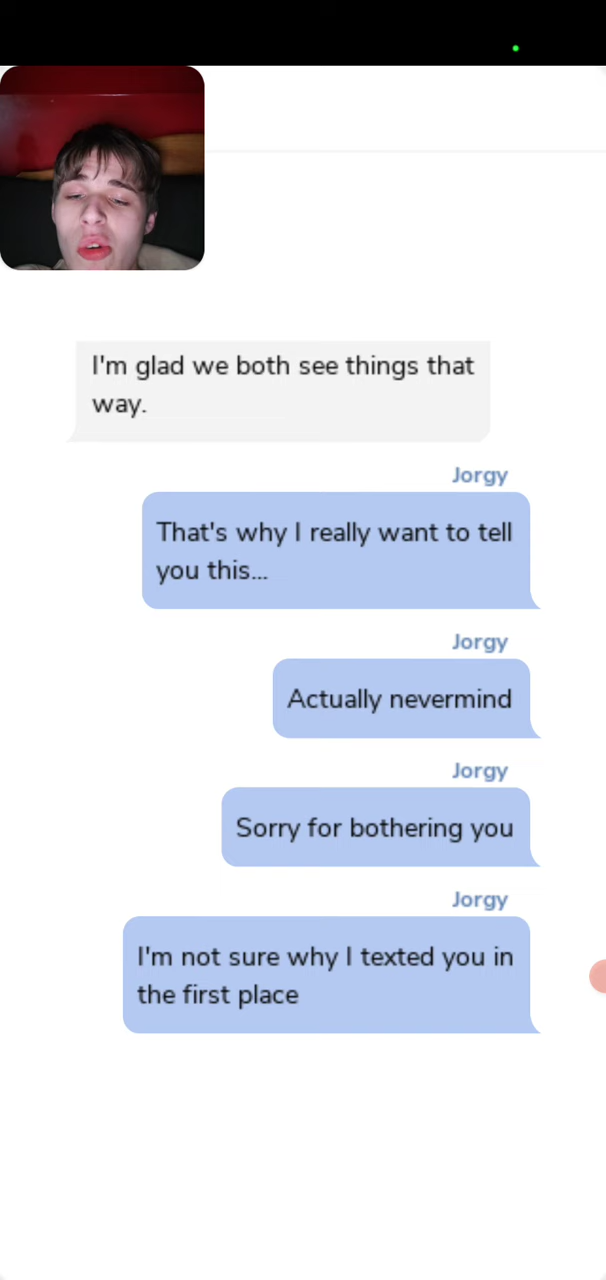 I'm glad we both see things that
way.
Jorgy
That's why I really want to tell
you this...
Jorgy
Actually nevermind
Jorgy
Sorry for bothering you
Jorgy
I'm not sure why I texted you in
the first place